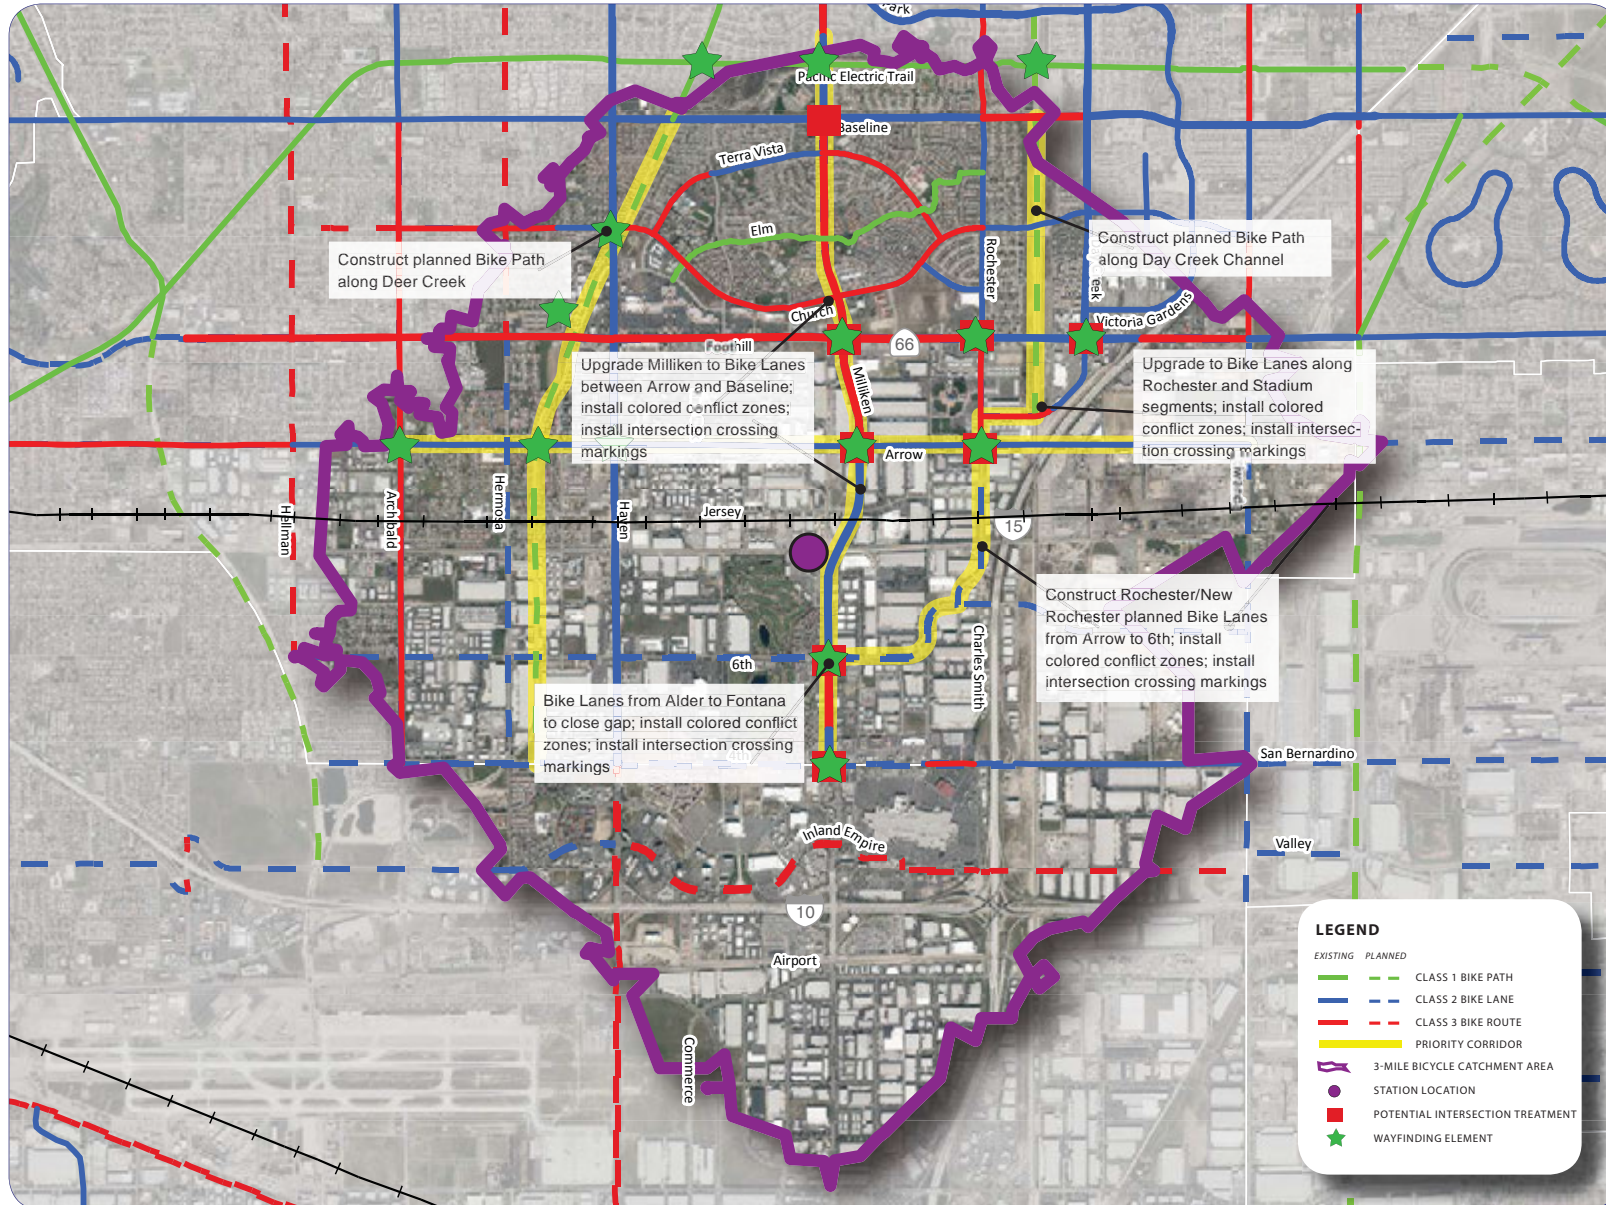 Park
Pacific Electric Trail
Baseline
Terra Vista
Elm
Rochester
Construct planned Bike Path
along Deer Creek
Construct planned Bike Path
along Day Creek Channel
Church
Victoria Gardens
Foothill
66
Milliken
Upgrade Milliken to Bike Lanes
between Arrow and Baseline;
install colored conflict zones;
install intersection crossing
markings
Upgrade to Bike Lanes along
Rochester and Stadium
segments; install colored
conflict zones; install intersec-
tion crossing markings
Arrow
Hellman
Archibald
Hermosa
Haven
Jersey
15
Construct Rochester/New
Rochester planned Bike Lanes
from Arrow to 6th; install
colored conflict zones; install
intersection crossing markings
Charles Smith
6th
Bike Lanes from Alder to Fontana
to close gap; install colored conflict
zones; install intersection crossing
markings
4th
San Bernardino
Inland Empire
Valley
10
Airport
Commerce
LEGEND
EXISTING PLANNED
CLASS 1 BIKE PATH
CLASS 2 BIKE LANE
CLASS 3 BIKE ROUTE
PRIORITY CORRIDOR
3-MILE BICYCLE CATCHMENT AREA
STATION LOCATION
POTENTIAL INTERSECTION TREATMENT
WAYFINDING ELEMENT